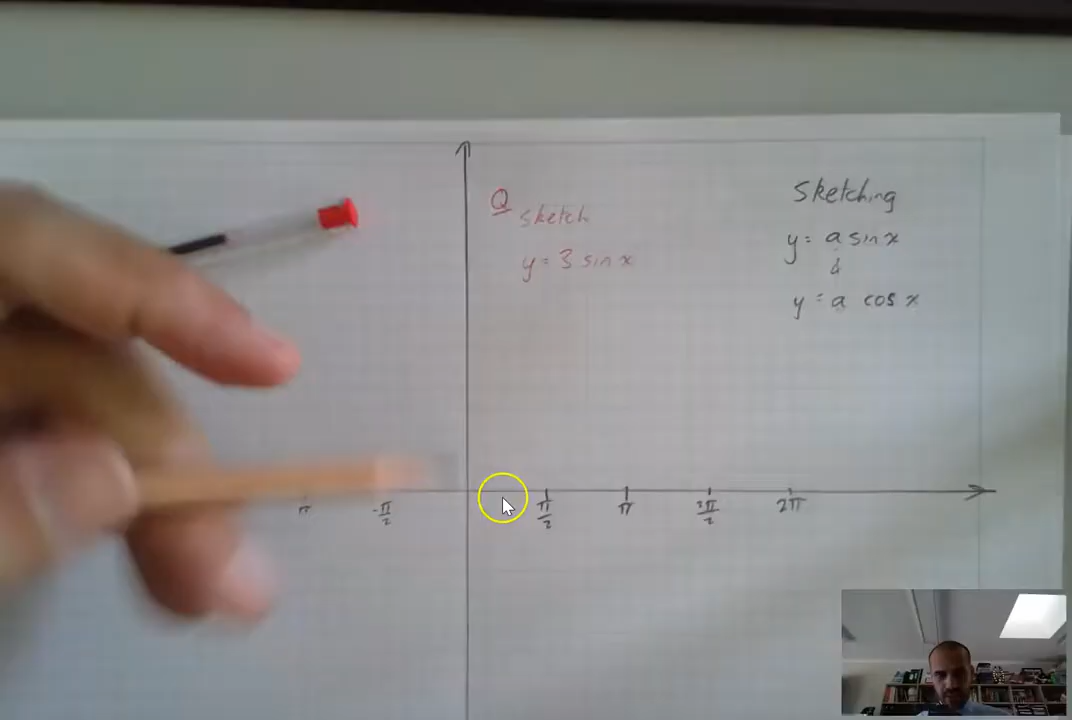 Q
sketch
y = 3 sin x
Sketching
y = a sin x
&
y = a cos x
π
-π/2
π/2
π
3π/2
2π